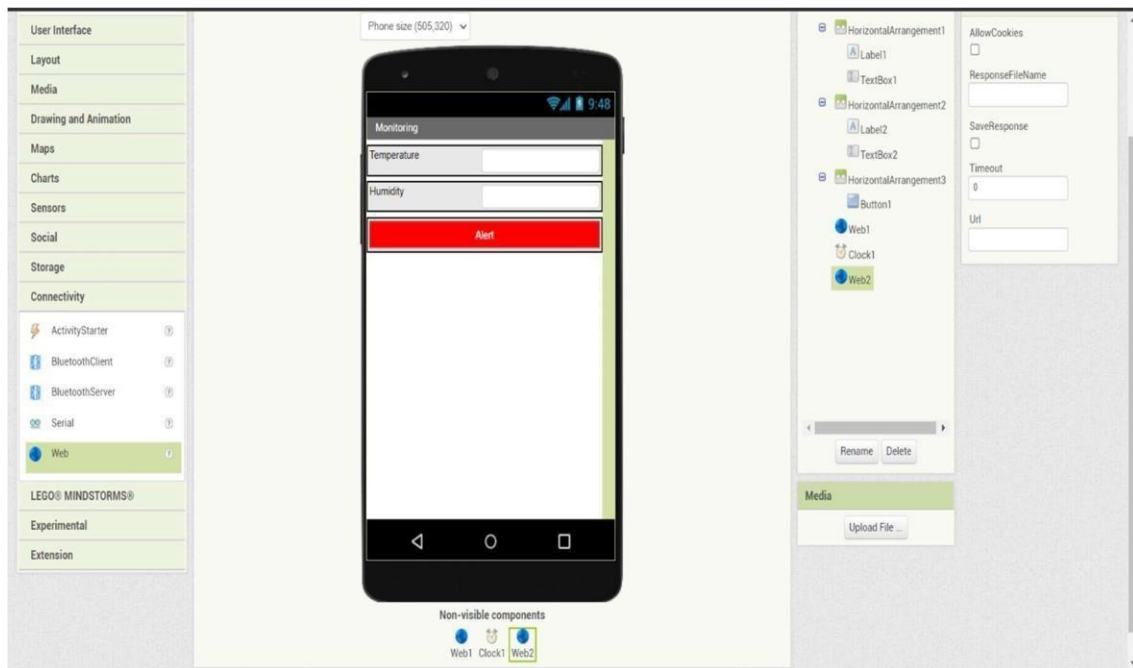 User Interface
Layout
Media
Drawing and Animation
Maps
Charts
Sensors
Social
Storage
Connectivity
ActivityStarter
BluetoothClient
BluetoothServer
Serial
Web
LEGO® MINDSTORMS®
Experimental
Extension
Phone size (505,320)
9:48
Monitoring
Temperature
Humidity
Alert
Non-visible components
Web1 Clock1 Web2
HorizontalArrangement1
Label1
TextBox1
HorizontalArrangement2
Label2
TextBox2
HorizontalArrangement3
Button1
Web1
Clock1
Web2
Rename Delete
Media
Upload File ...
AllowCookies
ResponseFileName
SaveResponse
Timeout
0
Url